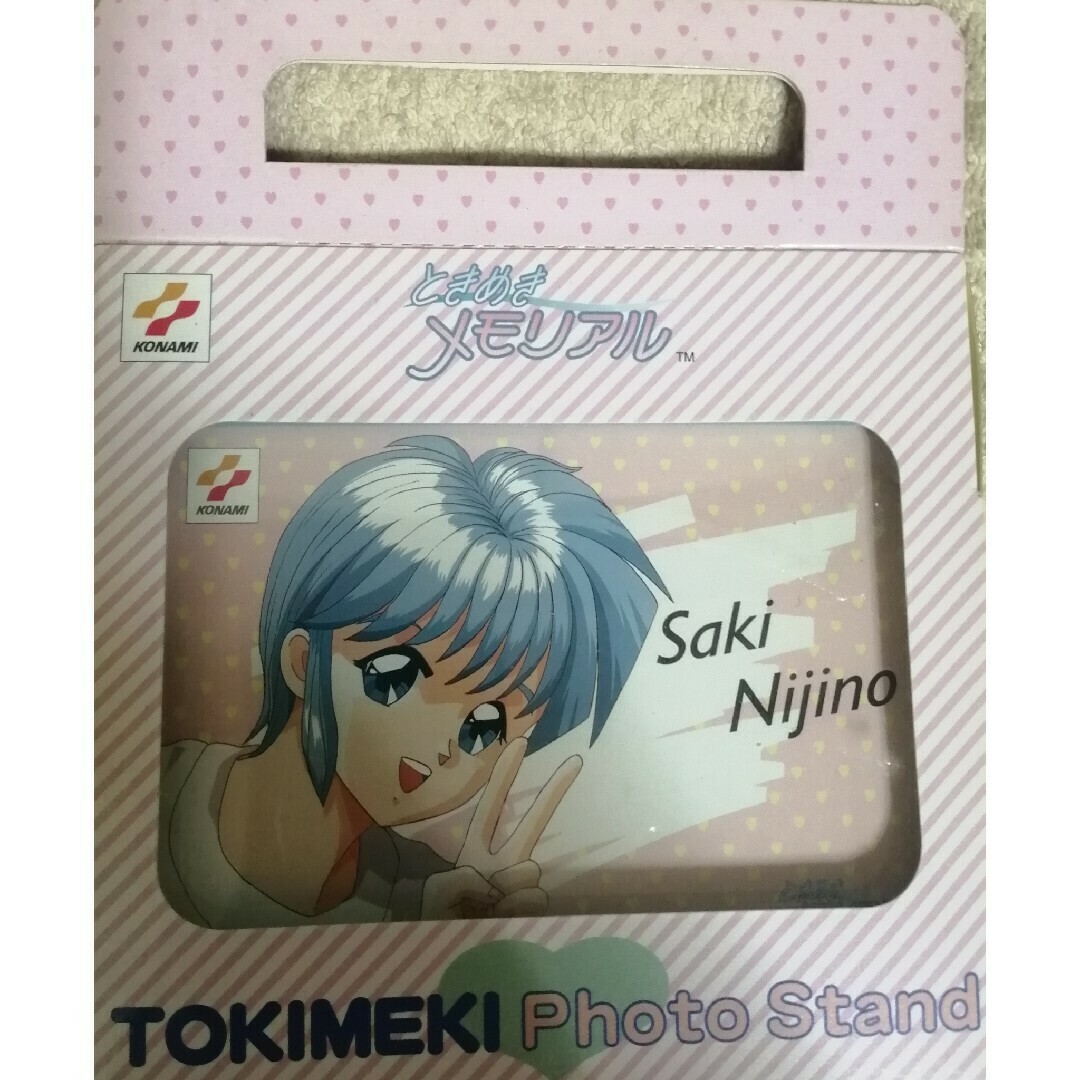 KONAMI
ときめき
メモリアル TM
KONAMI
Saki
Nijino
TOKIMEKI Photo Stand